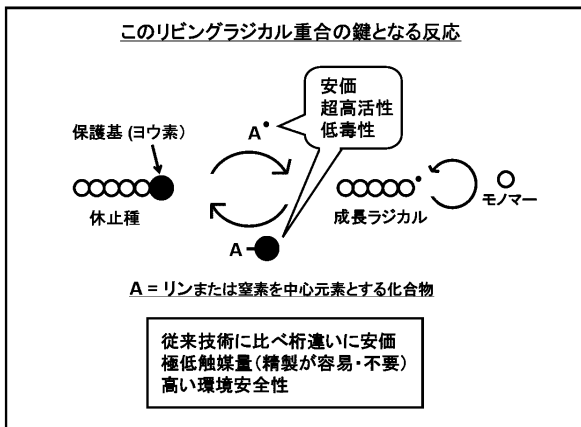 このリビングラジカル重合の鍵となる反応
安価
超高活性
低毒性
保護基 (ヨウ素)
A•
休止種
成長ラジカル
モノマー
A
A = リンまたは窒素を中心元素とする化合物
従来技術に比べ桁違いに安価
極低触媒量(精製が容易・不要)
高い環境安全性